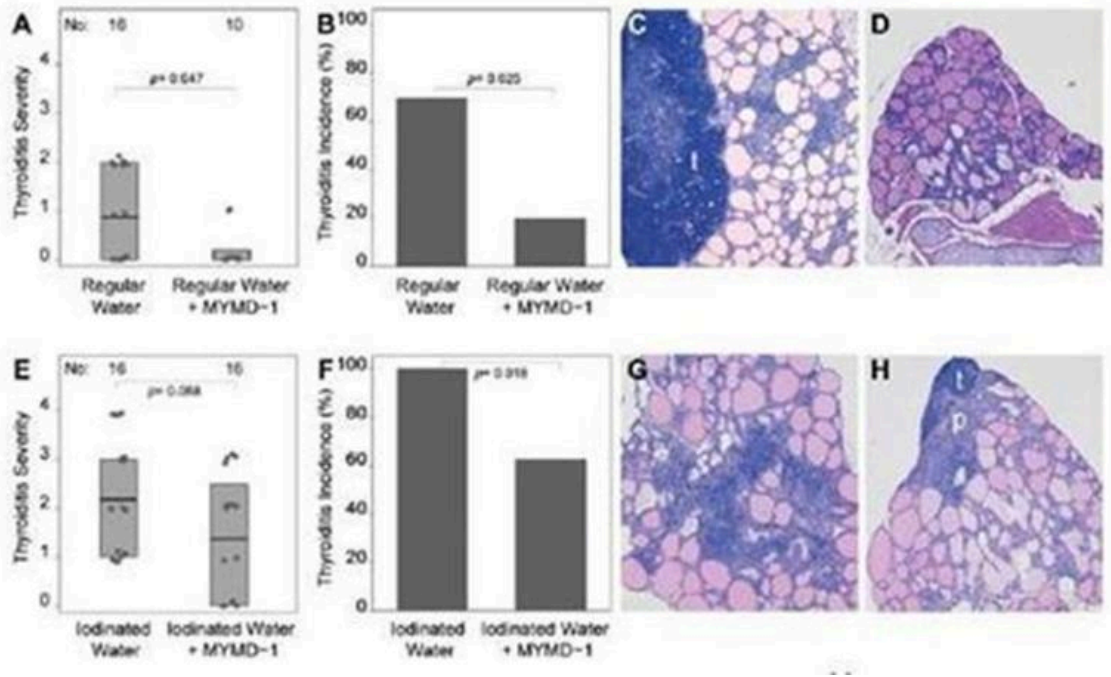 A
No: 16 10
4
3
2
1
0
Thyroiditis Severity
p= 0.047
Regular Water
Regular Water + MYMD-1
B
100
80
60
40
20
0
Thyroiditis Incidence (%)
p= 0.025
Regular Water
Regular Water + MYMD-1
C
t
D
E
No: 16 16
4
3
2
1
0
Thyroiditis Severity
Iodinated Water
Iodinated Water + MYMD-1
F
100
80
60
40
20
0
Thyroiditis Incidence (%)
p= 0.018
Iodinated Water
Iodinated Water + MYMD-1
G
H
t
p